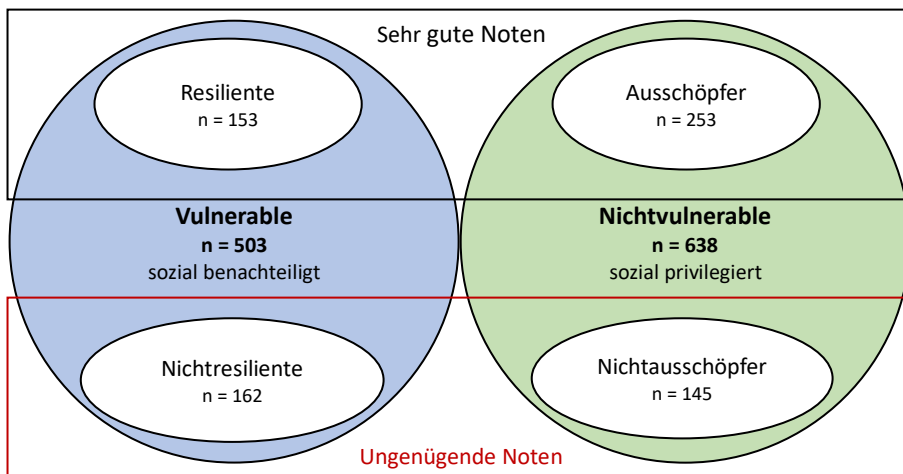 Sehr gute Noten
Resiliente
n = 153
Ausschöpfer
n = 253
Vulnerable
n = 503
sozial benachteiligt
Nichtvulnerable
n = 638
sozial privilegiert
Nichtresiliente
n = 162
Nichtausschöpfer
n = 145
Ungenügende Noten